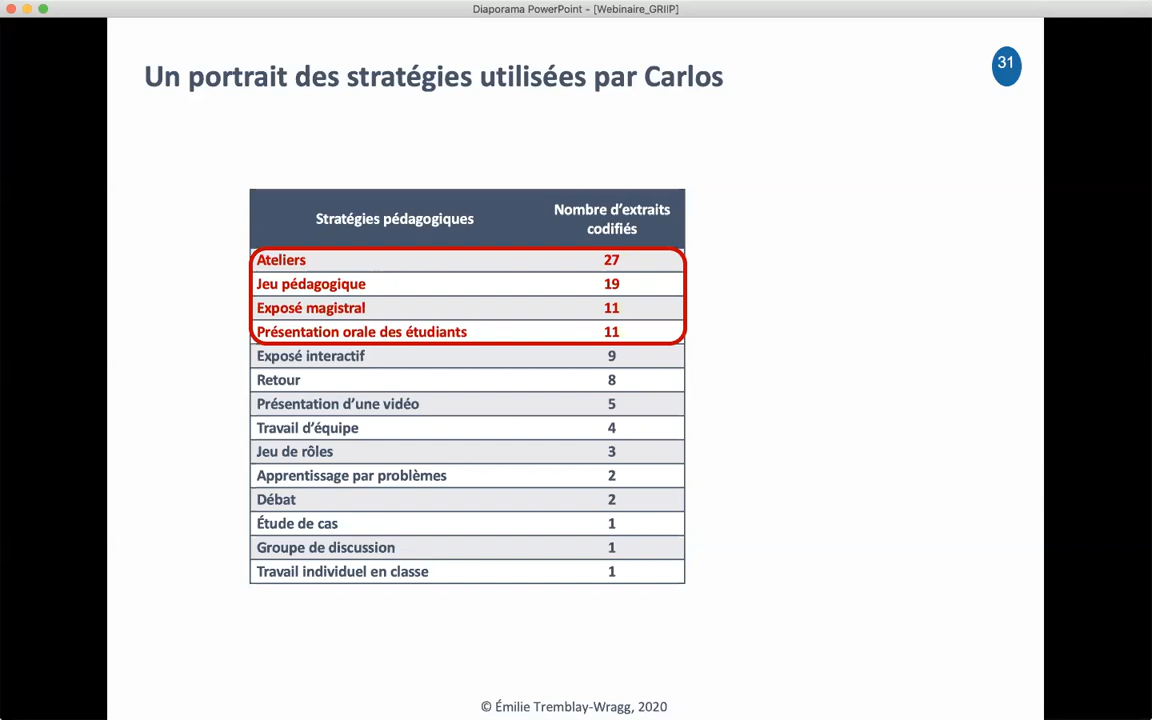 Diaporama PowerPoint - [Webinaire_GRIIP]
Un portrait des stratégies utilisées par Carlos
31
Stratégies pédagogiques
Nombre d’extraits
codifiés
Ateliers 27
Jeu pédagogique 19
Exposé magistral 11
Présentation orale des étudiants 11
Exposé interactif 9
Retour 8
Présentation d’une vidéo 5
Travail d’équipe 4
Jeu de rôles 3
Apprentissage par problèmes 2
Débat 2
Étude de cas 1
Groupe de discussion 1
Travail individuel en classe 1
© Émilie Tremblay-Wragg, 2020